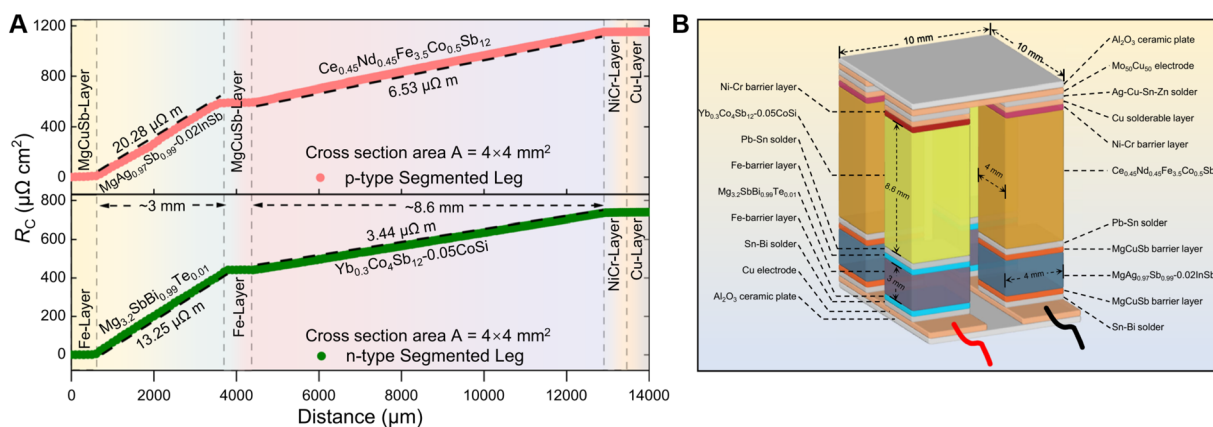 A
1200
800
400
0
800
600
400
200
0
R_C (μΩ cm²)
MgCuSb-Layer
20.28 μΩ m
MgAg₀.₉₇Sb₀.₉₉-0.02InSb
MgCuSb-Layer
Ce₀.₄₅Nd₀.₄₅Fe₃.₅Co₀.₅Sb₁₂
6.53 μΩ m
NiCr-Layer
Cu-Layer
Cross section area A = 4×4 mm²
p-type Segmented Leg
~3 mm
~8.6 mm
Fe-Layer
Mg₃.₂SbBi₀.₉₉Te₀.₀₁
13.25 μΩ m
Fe-Layer
3.44 μΩ m
Yb₀.₃Co₄Sb₁₂-0.05CoSi
NiCr-Layer
Cu-Layer
Cross section area A = 4×4 mm²
n-type Segmented Leg
0 2000 4000 6000 8000 10000 12000 14000
Distance (μm)
B
10 mm
10 mm
Ni-Cr barrier layer
Yb₀.₃Co₄Sb₁₂-0.05CoSi
Pb-Sn solder
Fe-barrier layer
Mg₃.₂SbBi₀.₉₉Te₀.₀₁
Fe-barrier layer
Sn-Bi solder
Cu electrode
Al₂O₃ ceramic plate
8.6 mm
3 mm
4 mm
4 mm
Al₂O₃ ceramic plate
Mo₅₀Cu₅₀ electrode
Ag-Cu-Sn-Zn solder
Cu solderable layer
Ni-Cr barrier layer
Ce₀.₄₅Nd₀.₄₅Fe₃.₅Co₀.₅Sb
Pb-Sn solder
MgCuSb barrier layer
MgAg₀.₉₇Sb₀.₉₉-0.02InSb
MgCuSb barrier layer
Sn-Bi solder